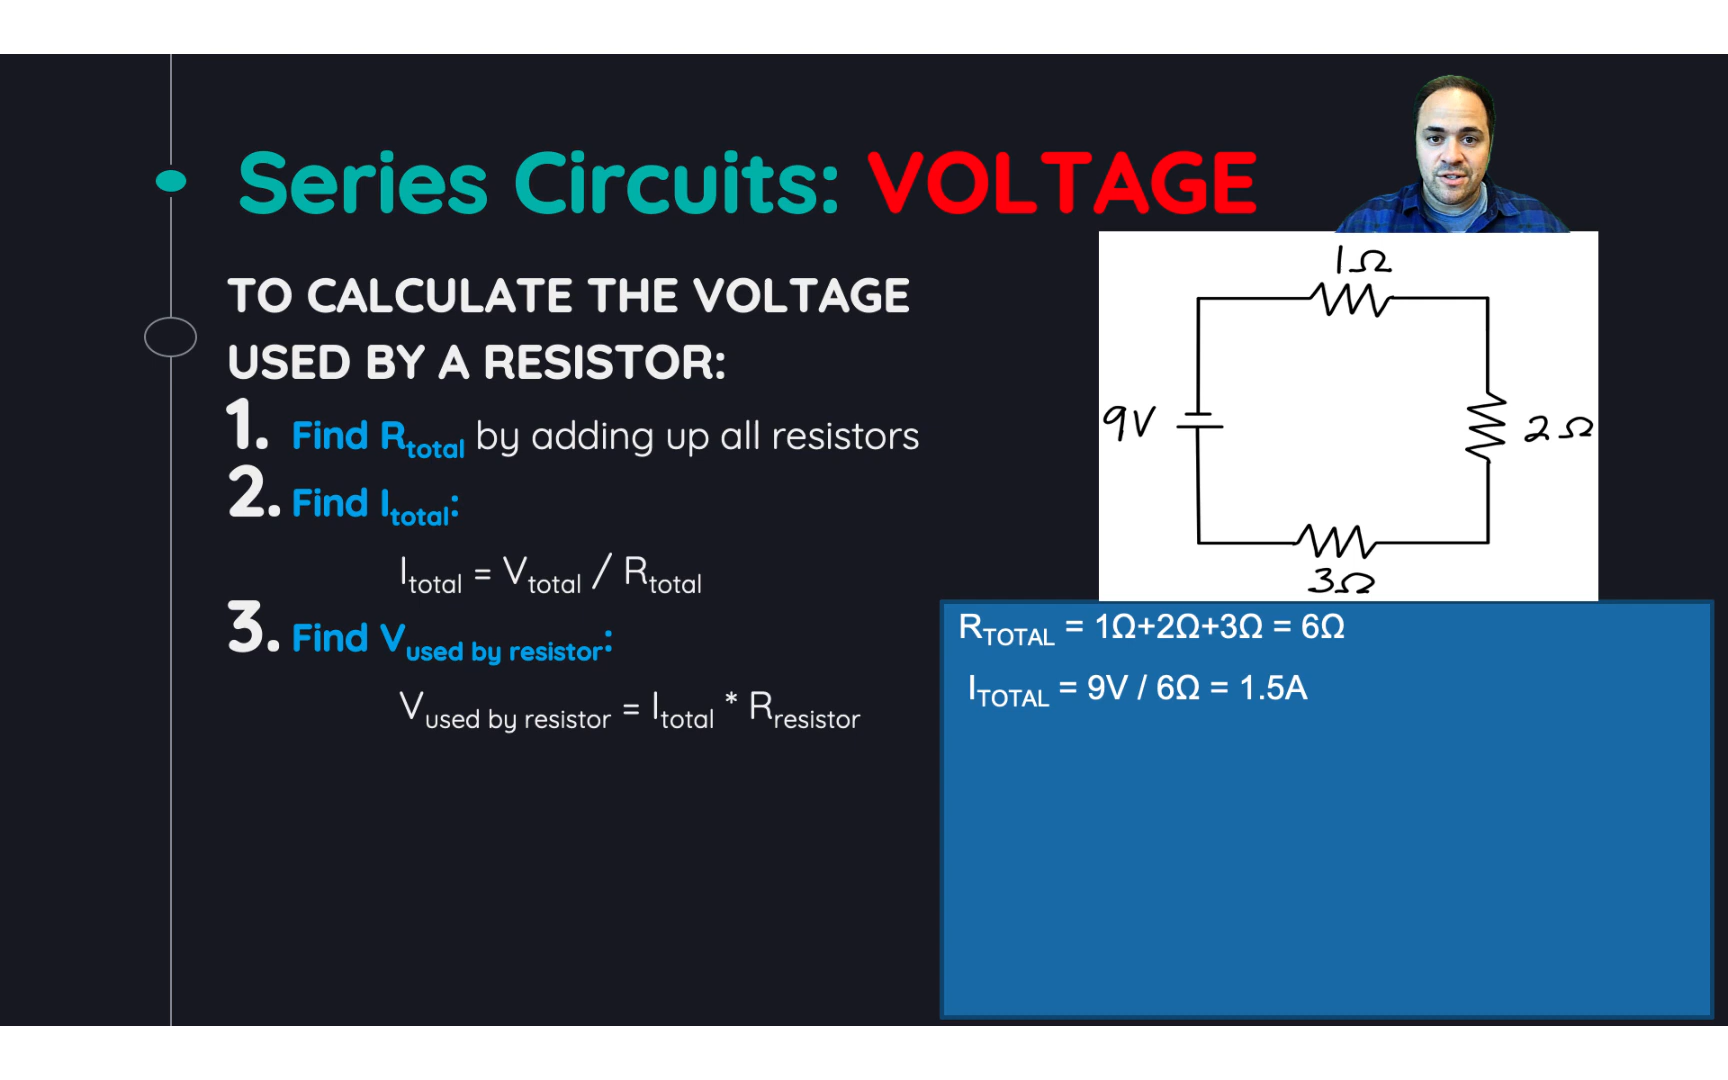 Series Circuits: VOLTAGE
TO CALCULATE THE VOLTAGE
USED BY A RESISTOR:
1. Find Rtotal by adding up all resistors
2. Find Itotal:
Itotal = Vtotal / Rtotal
3. Find Vused by resistor:
Vused by resistor = Itotal * Rresistor
1Ω
9V
2Ω
3Ω
RTOTAL = 1Ω+2Ω+3Ω = 6Ω
ITOTAL = 9V / 6Ω = 1.5A